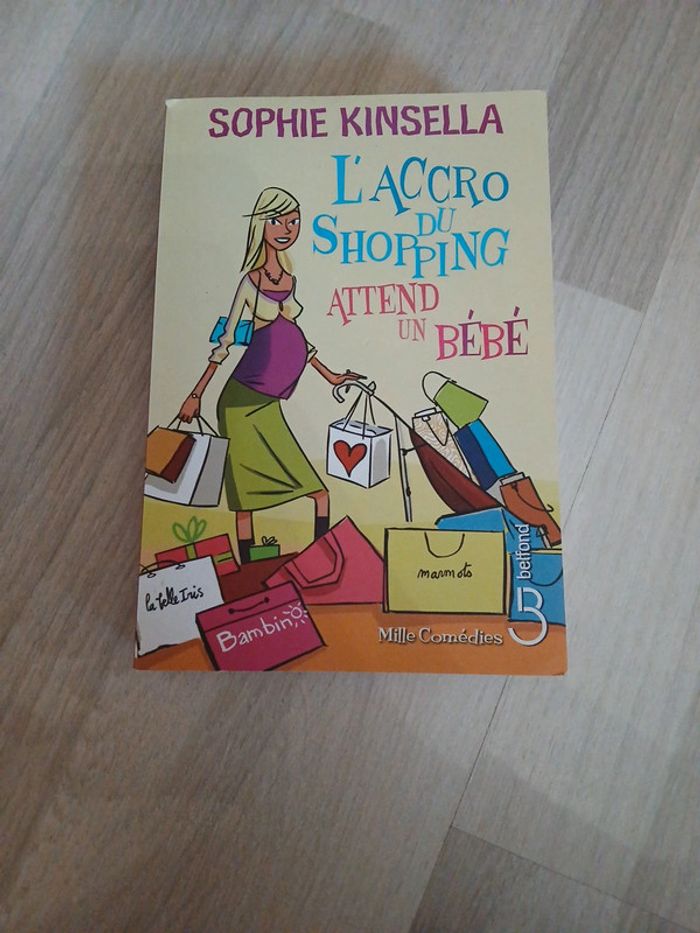 SOPHIE KINSELLA
L'ACCRO
DU
SHOPPING
ATTEND
UN
BÉBÉ
marmots
la belle Iris
Bambino
Mille Comédies
belfond